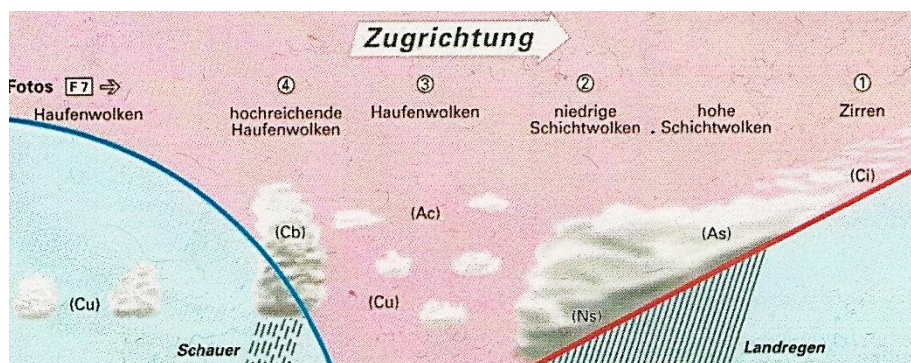 Zugrichtung
Fotos F 7
④ ③ ② ①
Haufenwolken hochreichende Haufenwolken niedrige hohe Zirren
Haufenwolken Schichtwolken . Schichtwolken
(Ci)
(Ac)
(Cb) (As)
(Cu) (Cu)
(Ns)
Schauer Landregen